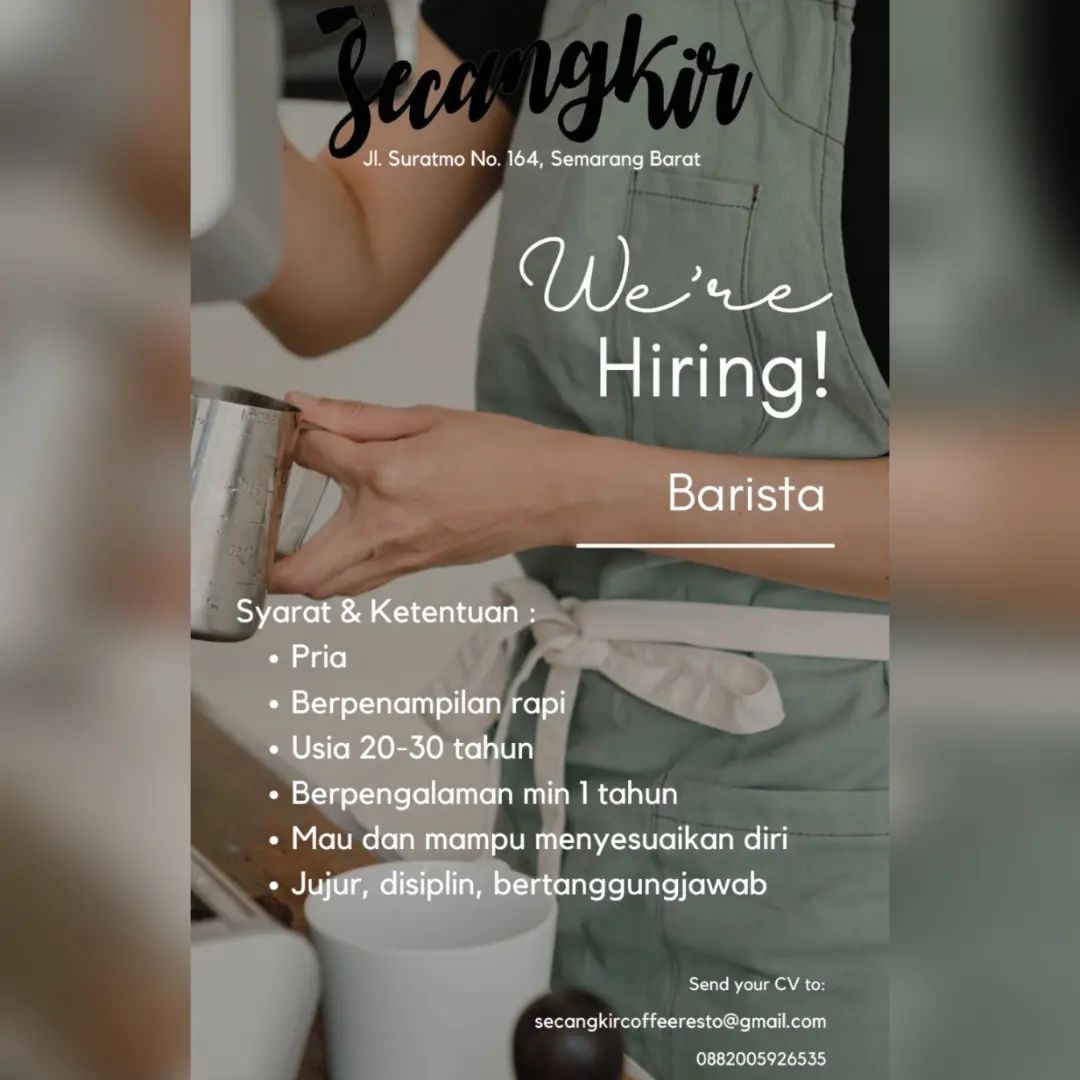 Secangkir
Jl. Suratmo No. 164, Semarang Barat
We're
Hiring!
Barista
Syarat & Ketentuan :
• Pria
• Berpenampilan rapi
• Usia 20-30 tahun
• Berpengalaman min 1 tahun
• Mau dan mampu menyesuaikan diri
• Jujur, disiplin, bertanggungjawab
Send your CV to:
secangkircoffeeresto@gmail.com
0882005926535